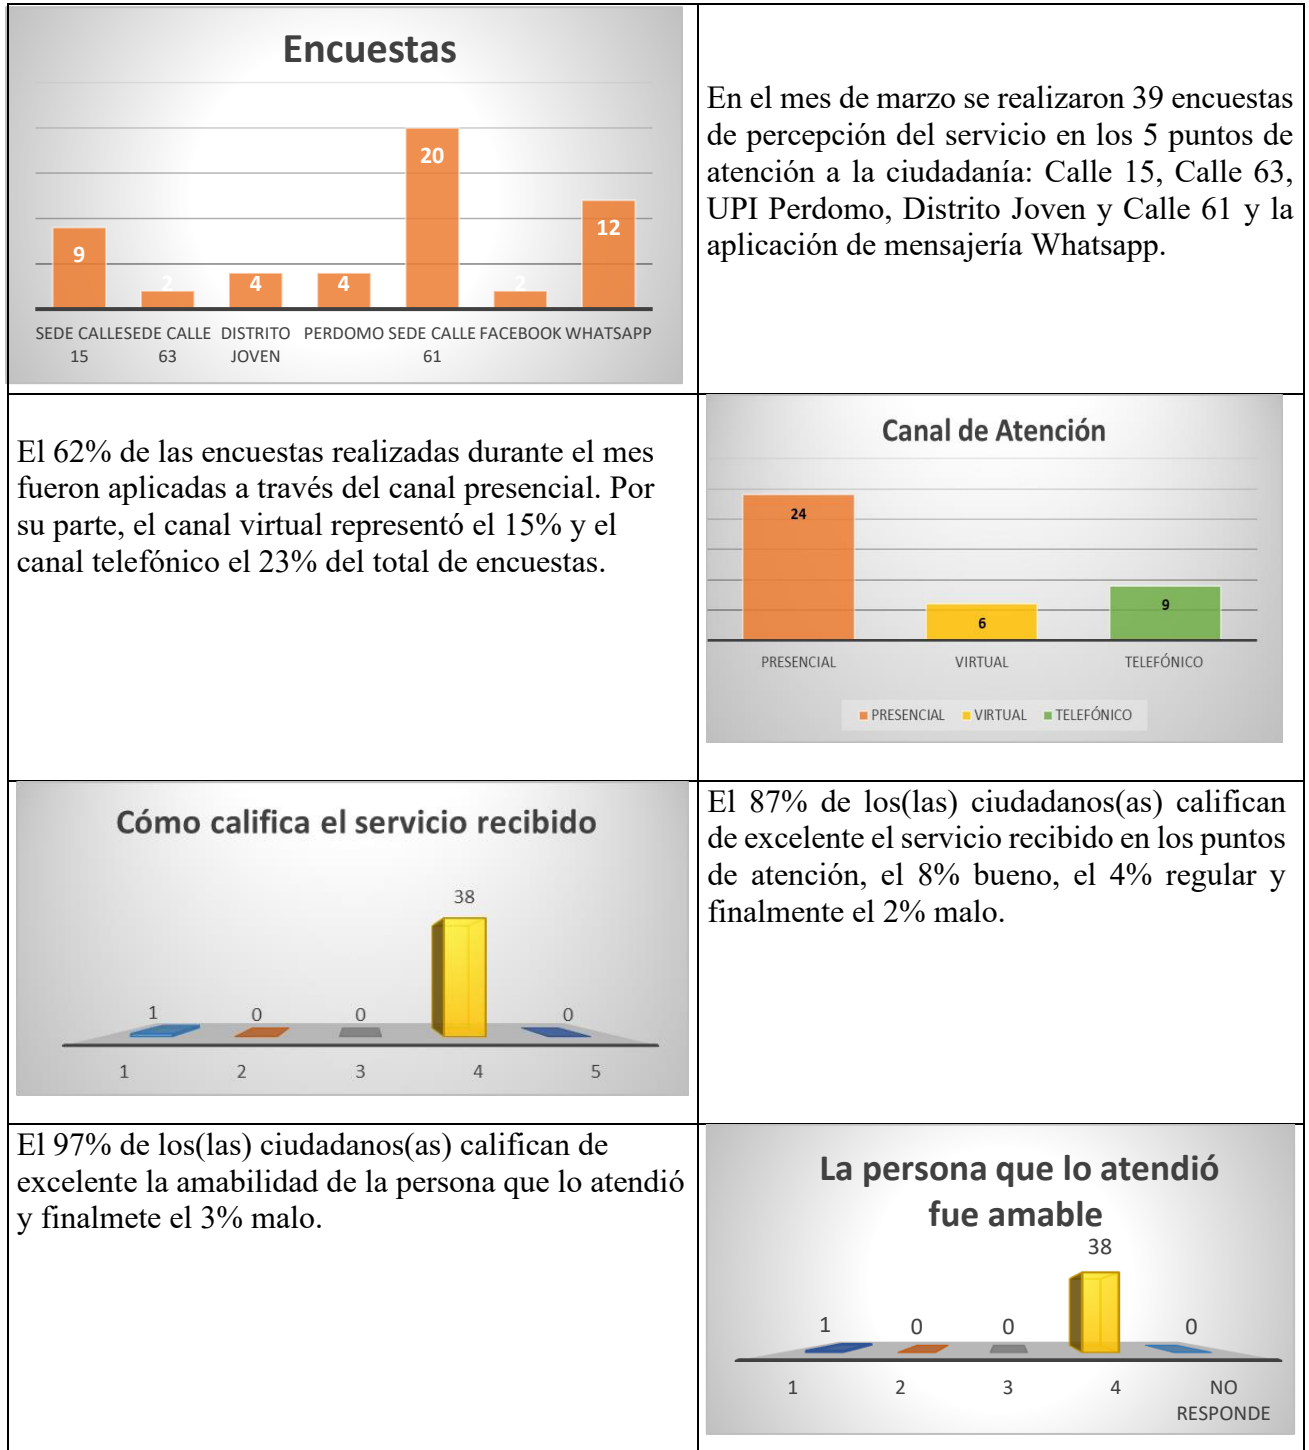 Encuestas
9
2
4
4
20
2
12
SEDE CALLE 15
SEDE CALLE 63
DISTRITO JOVEN
PERDOMO
SEDE CALLE 61
FACEBOOK
WHATSAPP
En el mes de marzo se realizaron 39 encuestas
de percepción del servicio en los 5 puntos de
atención a la ciudadanía: Calle 15, Calle 63,
UPI Perdomo, Distrito Joven y Calle 61 y la
aplicación de mensajería Whatsapp.
El 62% de las encuestas realizadas durante el mes
fueron aplicadas a través del canal presencial. Por
su parte, el canal virtual representó el 15% y el
canal telefónico el 23% del total de encuestas.
Canal de Atención
24
6
9
PRESENCIAL
VIRTUAL
TELEFÓNICO
PRESENCIAL VIRTUAL TELEFÓNICO
Cómo califica el servicio recibido
38
1 0 0 0
1 2 3 4 5
El 87% de los(las) ciudadanos(as) califican
de excelente el servicio recibido en los puntos
de atención, el 8% bueno, el 4% regular y
finalmente el 2% malo.
El 97% de los(las) ciudadanos(as) califican de
excelente la amabilidad de la persona que lo atendió
y finalmete el 3% malo.
La persona que lo atendió
fue amable
38
1 0 0 0
1 2 3 4 NO
RESPONDE